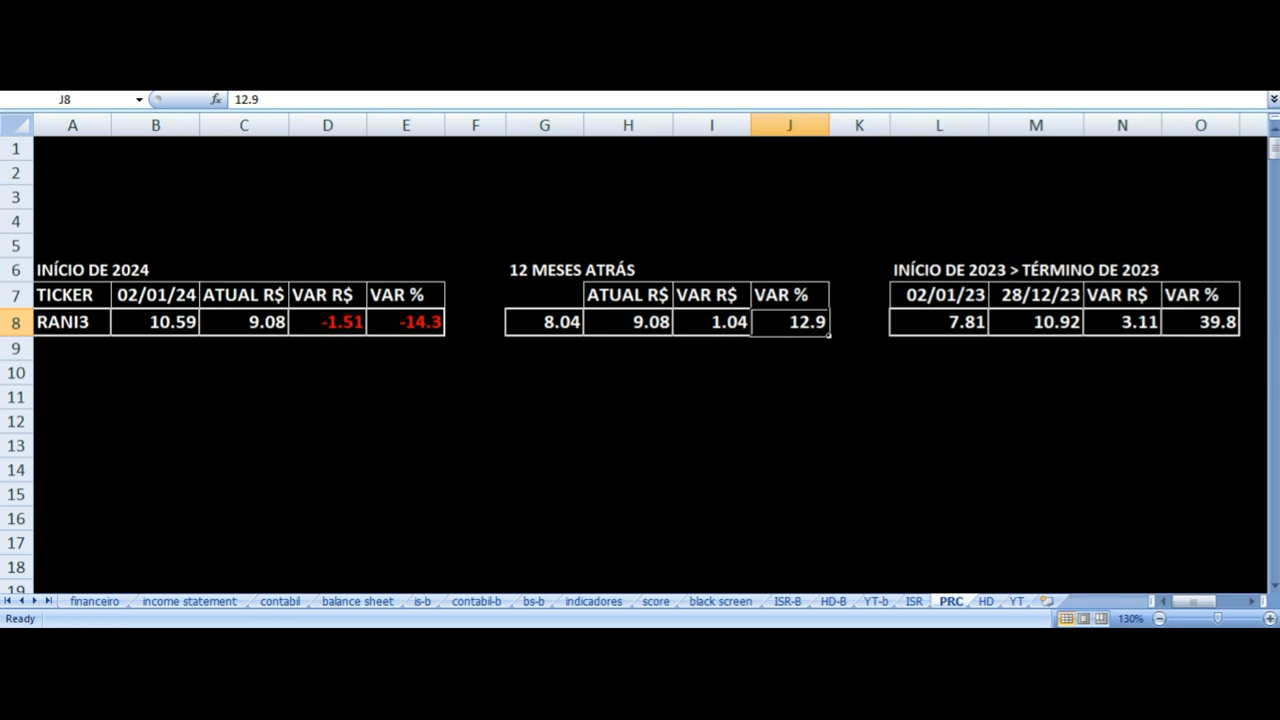 J8 fx 12.9
A B C D E F G H I J K L M N O
1
2
3
4
5
6 INÍCIO DE 2024 12 MESES ATRÁS INÍCIO DE 2023 > TÉRMINO DE 2023
7 TICKER 02/01/24 ATUAL R$ VAR R$ VAR % ATUAL R$ VAR R$ VAR % 02/01/23 28/12/23 VAR R$ VAR %
8 RANI3 10.59 9.08 -1.51 -14.3 8.04 9.08 1.04 12.9 7.81 10.92 3.11 39.8
9
10
11
12
13
14
15
16
17
18
19
financeiro income statement contabil balance sheet is-b contabil-b bs-b indicadores score black screen ISR-B HD-B YT-b ISR PRC HD YT
Ready 130%